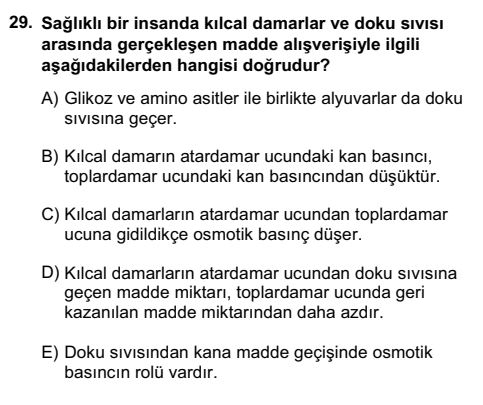 29. Sağlıklı bir insanda kılcal damarlar ve doku sıvısı
arasında gerçekleşen madde alışverişiyle ilgili
aşağıdakilerden hangisi doğrudur?
A) Glikoz ve amino asitler ile birlikte alyuvarlar da doku
sıvısına geçer.
B) Kılcal damarın atardamar ucundaki kan basıncı,
toplardamar ucundaki kan basıncından düşüktür.
C) Kılcal damarların atardamar ucundan toplardamar
ucuna gidildikçe osmotik basınç düşer.
D) Kılcal damarların atardamar ucundan doku sıvısına
geçen madde miktarı, toplardamar ucunda geri
kazanılan madde miktarından daha azdır.
E) Doku sıvısından kana madde geçişinde osmotik
basıncın rolü vardır.